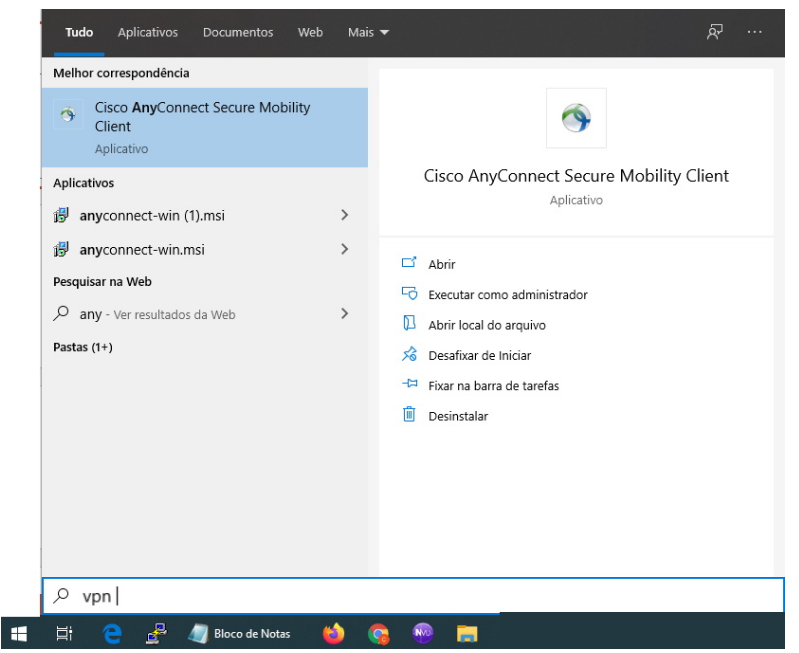 Tudo Aplicativos Documentos Web Mais
Melhor correspondência
Cisco AnyConnect Secure Mobility
Client
Aplicativo
Aplicativos
anyconnect-win (1).msi
anyconnect-win.msi
Pesquisar na Web
any - Ver resultados da Web
Pastas (1+)
Cisco AnyConnect Secure Mobility Client
Aplicativo
Abrir
Executar como administrador
Abrir local do arquivo
Desafixar de Iniciar
Fixar na barra de tarefas
Desinstalar
vpn
Bloco de Notas